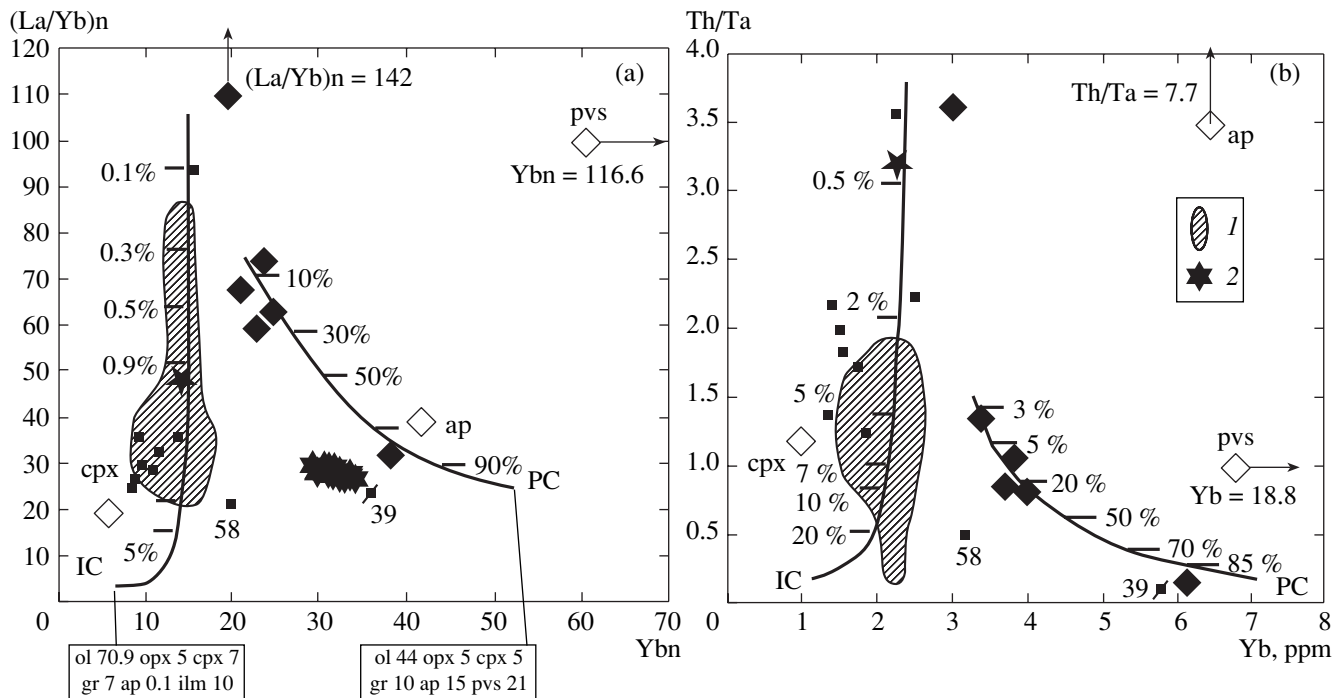 (La/Yb)n
120
110
100
90
80
70
60
50
40
30
20
10
0
10
20
30
40
50
60
70
Ybn
(a)
(La/Yb)n = 142
pvs
Ybn = 116.6
0.1%
0.3%
0.5%
0.9%
5%
IC
cpx
58
10%
30%
50%
90%
PC
ap
39
ol 70.9 opx 5 cpx 7
gr 7 ap 0.1 ilm 10
ol 44 opx 5 cpx 5
gr 10 ap 15 pvs 21
Th/Ta
4.0
3.5
3.0
2.5
2.0
1.5
1.0
0.5
0
1
2
3
4
5
6
7
8
Yb, ppm
(b)
Th/Ta = 7.7
ap
1
2
0.5 %
2 %
5 %
7 %
10 %
20 %
IC
cpx
58
3 %
5 %
20 %
50 %
70 %
85 %
PC
39
pvs
Yb = 18.8